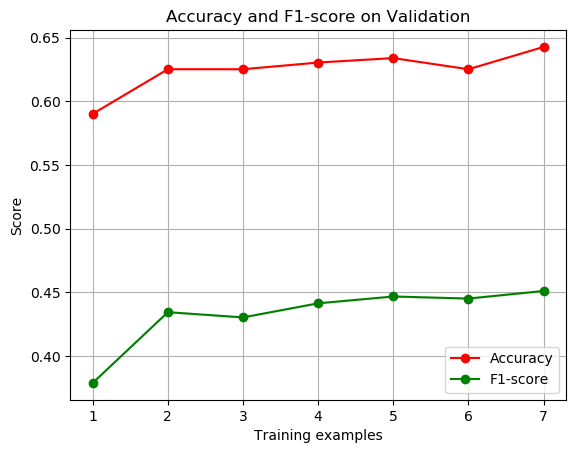 Accuracy and F1-score on Validation
0.65
0.60
0.55
0.50
0.45
0.40
Score
1 2 3 4 5 6 7
Training examples
Accuracy
F1-score